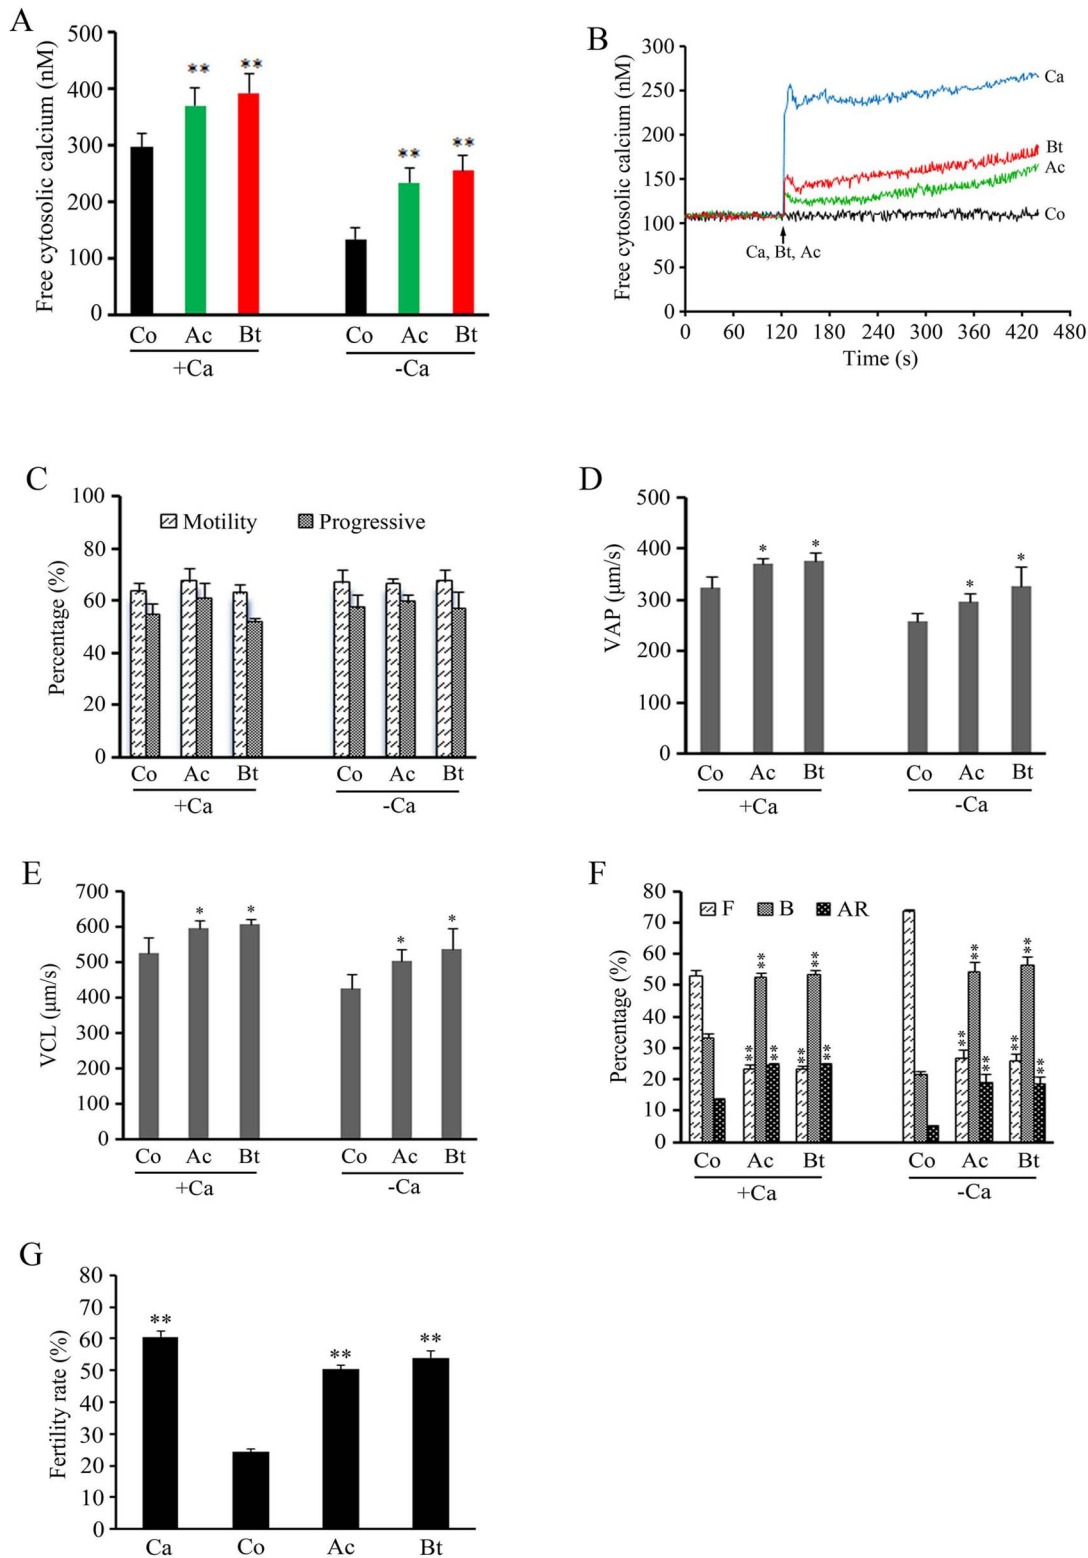 A
Free cytosolic calcium (nM)
500
400
300
200
100
0
** ** ** **
Co Ac Bt Co Ac Bt
+Ca -Ca
B
Free cytosolic calcium (nM)
300
250
200
150
100
50
0
Ca
Bt
Ac
Co
Ca, Bt, Ac
0 60 120 180 240 300 360 420 480
Time (s)
C
Percentage (%)
100
80
60
40
20
0
Motility Progressive
Co Ac Bt Co Ac Bt
+Ca -Ca
D
VAP (μm/s)
500
400
300
200
100
0
* * * *
Co Ac Bt Co Ac Bt
+Ca -Ca
E
VCL (μm/s)
700
600
500
400
300
200
100
0
* * * *
Co Ac Bt Co Ac Bt
+Ca -Ca
F
Percentage (%)
80
70
60
50
40
30
20
10
0
F B AR
** ** ** ** ** ** ** ** ** ** ** **
Co Ac Bt Co Ac Bt
+Ca -Ca
G
Fertility rate (%)
80
70
60
50
40
30
20
10
0
** ** **
Ca Co Ac Bt